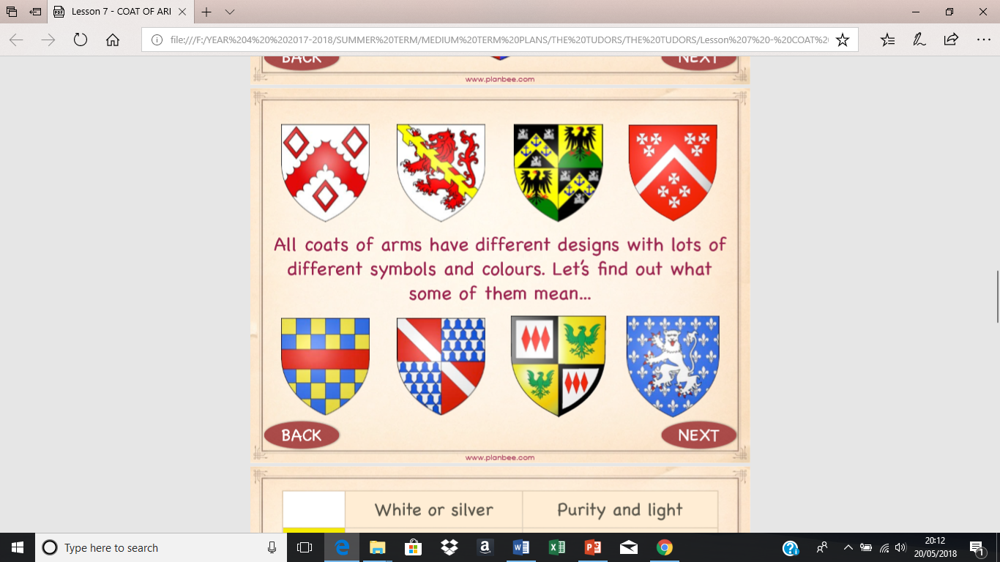 Lesson 7 - COAT OF ARI
file:///F:/YEAR%204%20%202017-2018/SUMMER%20TERM/MEDIUM%20TERM%20PLANS/THE%20TUDORS/THE%20TUDORS/Lesson%207%20-%20COAT%20
BACK
NEXT
www.planbee.com
All coats of arms have different designs with lots of
different symbols and colours. Let's find out what
some of them mean...
BACK
NEXT
www.planbee.com
White or silver
Purity and light
Type here to search
20:12
20/05/2018
1